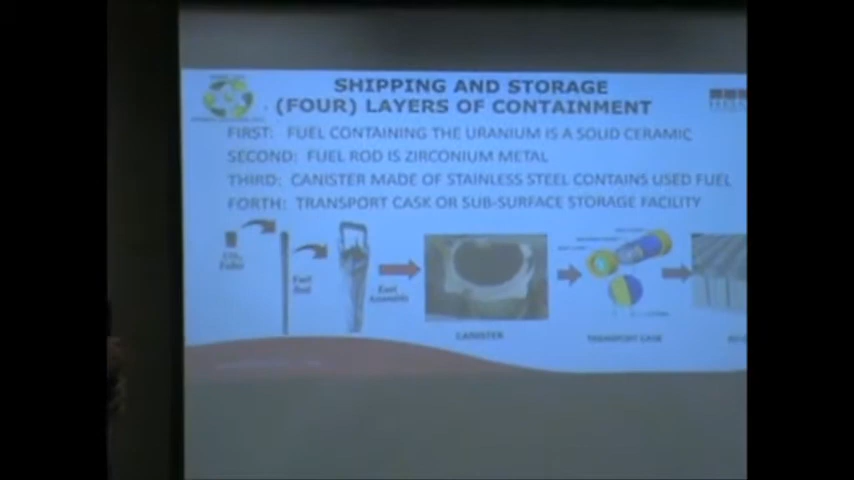 SHIPPING AND STORAGE
(FOUR) LAYERS OF CONTAINMENT
FIRST: FUEL CONTAINING THE URANIUM IS A SOLID CERAMIC
SECOND: FUEL ROD IS ZIRCONIUM METAL
THIRD: CANISTER MADE OF STAINLESS STEEL CONTAINS USED FUEL
FORTH: TRANSPORT CASK OR SUB-SURFACE STORAGE FACILITY
Fuel
Rod
CANISTER
TRANSPORT CASK